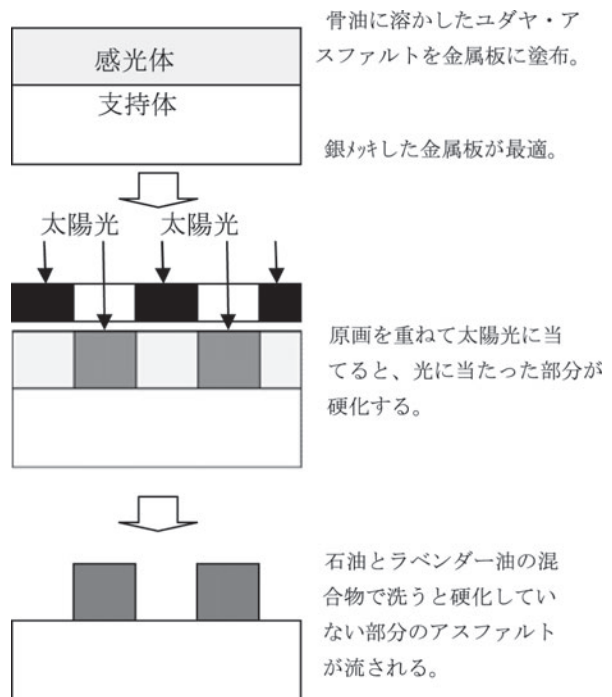 骨油に溶かしたユダヤ・ア
スファルトを金属板に塗布。
感光体
支持体
銀ﾒｯｷした金属板が最適。
太陽光 太陽光
原画を重ねて太陽光に当
てると、光に当たった部分が
硬化する。
石油とラベンダー油の混
合物で洗うと硬化してい
ない部分のアスファルト
が流される。